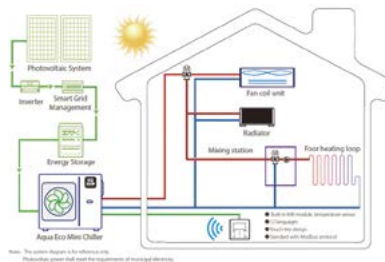 Photovoltaic System
Inverter
Smart Grid
Management
Energy Storage
Aqua Eco Mini Chiller
Fan coil unit
Radiator
Mixing station
Foor heating loop
Built-in Wifi module, temperature sensor
12 languages
Touch Key design
Standard with Modbus protocol
Note: The system diagram is for reference only.
Photovoltaic power shall meet the requirements of municipal electricity.